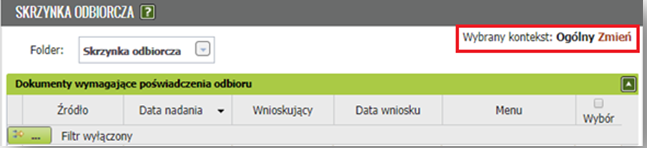 SKRZYNKA ODBIORCZA ?
Wybrany kontekst: Ogólny Zmień
Folder: Skrzynka odbiorcza
Dokumenty wymagające poświadczenia odbioru
Źródło Data nadania Wnioskujący Data wniosku Menu Wybór
... Filtr wyłączony